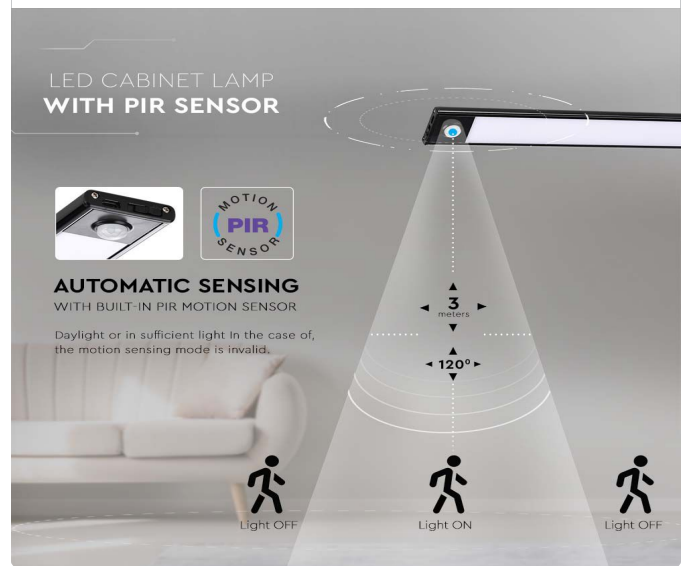 LED CABINET LAMP
WITH PIR SENSOR
MOTION
PIR
SENSOR
AUTOMATIC SENSING
WITH BUILT-IN PIR MOTION SENSOR
Daylight or in sufficient light In the case of,
the motion sensing mode is invalid.
3
meters
120º
Light OFF
Light ON
Light OFF